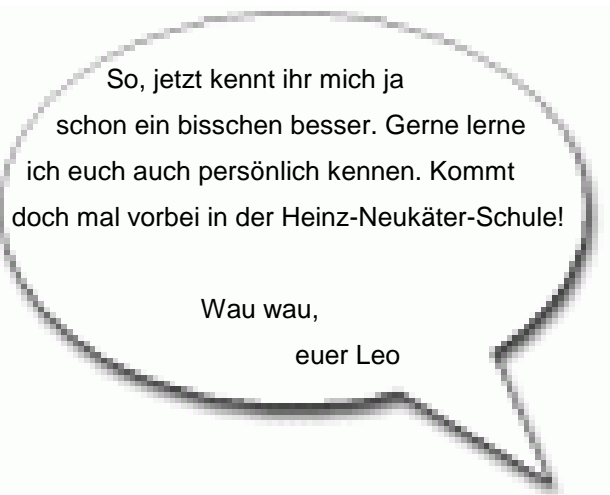 So, jetzt kennt ihr mich ja
schon ein bisschen besser. Gerne lerne
ich euch auch persönlich kennen. Kommt
doch mal vorbei in der Heinz-Neukäter-Schule!
Wau wau,
euer Leo